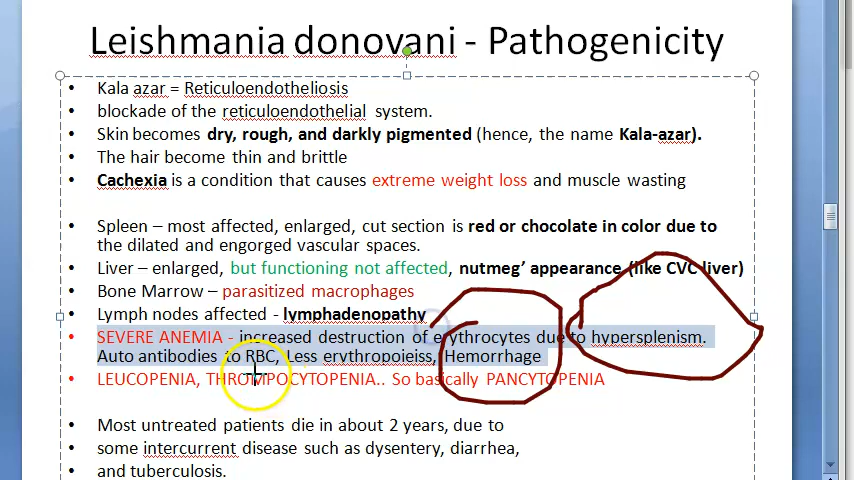 Leishmania donovani - Pathogenicity
• Kala azar = Reticuloendotheliosis
• blockade of the reticuloendothelial system.
• Skin becomes dry, rough, and darkly pigmented (hence, the name Kala-azar).
• The hair become thin and brittle
• Cachexia is a condition that causes extreme weight loss and muscle wasting
• Spleen – most affected, enlarged, cut section is red or chocolate in color due to
the dilated and engorged vascular spaces.
• Liver – enlarged, but functioning not affected, nutmeg’ appearance (like CVC liver)
• Bone Marrow – parasitized macrophages
• Lymph nodes affected - lymphadenopathy
• SEVERE ANEMIA - increased destruction of erythrocytes due to hypersplenism.
Auto antibodies to RBC, Less erythropoieiss, Hemorrhage
• LEUCOPENIA, THROMPOCYTOPENIA.. So basically PANCYTOPENIA
• Most untreated patients die in about 2 years, due to
• some intercurrent disease such as dysentery, diarrhea,
• and tuberculosis.